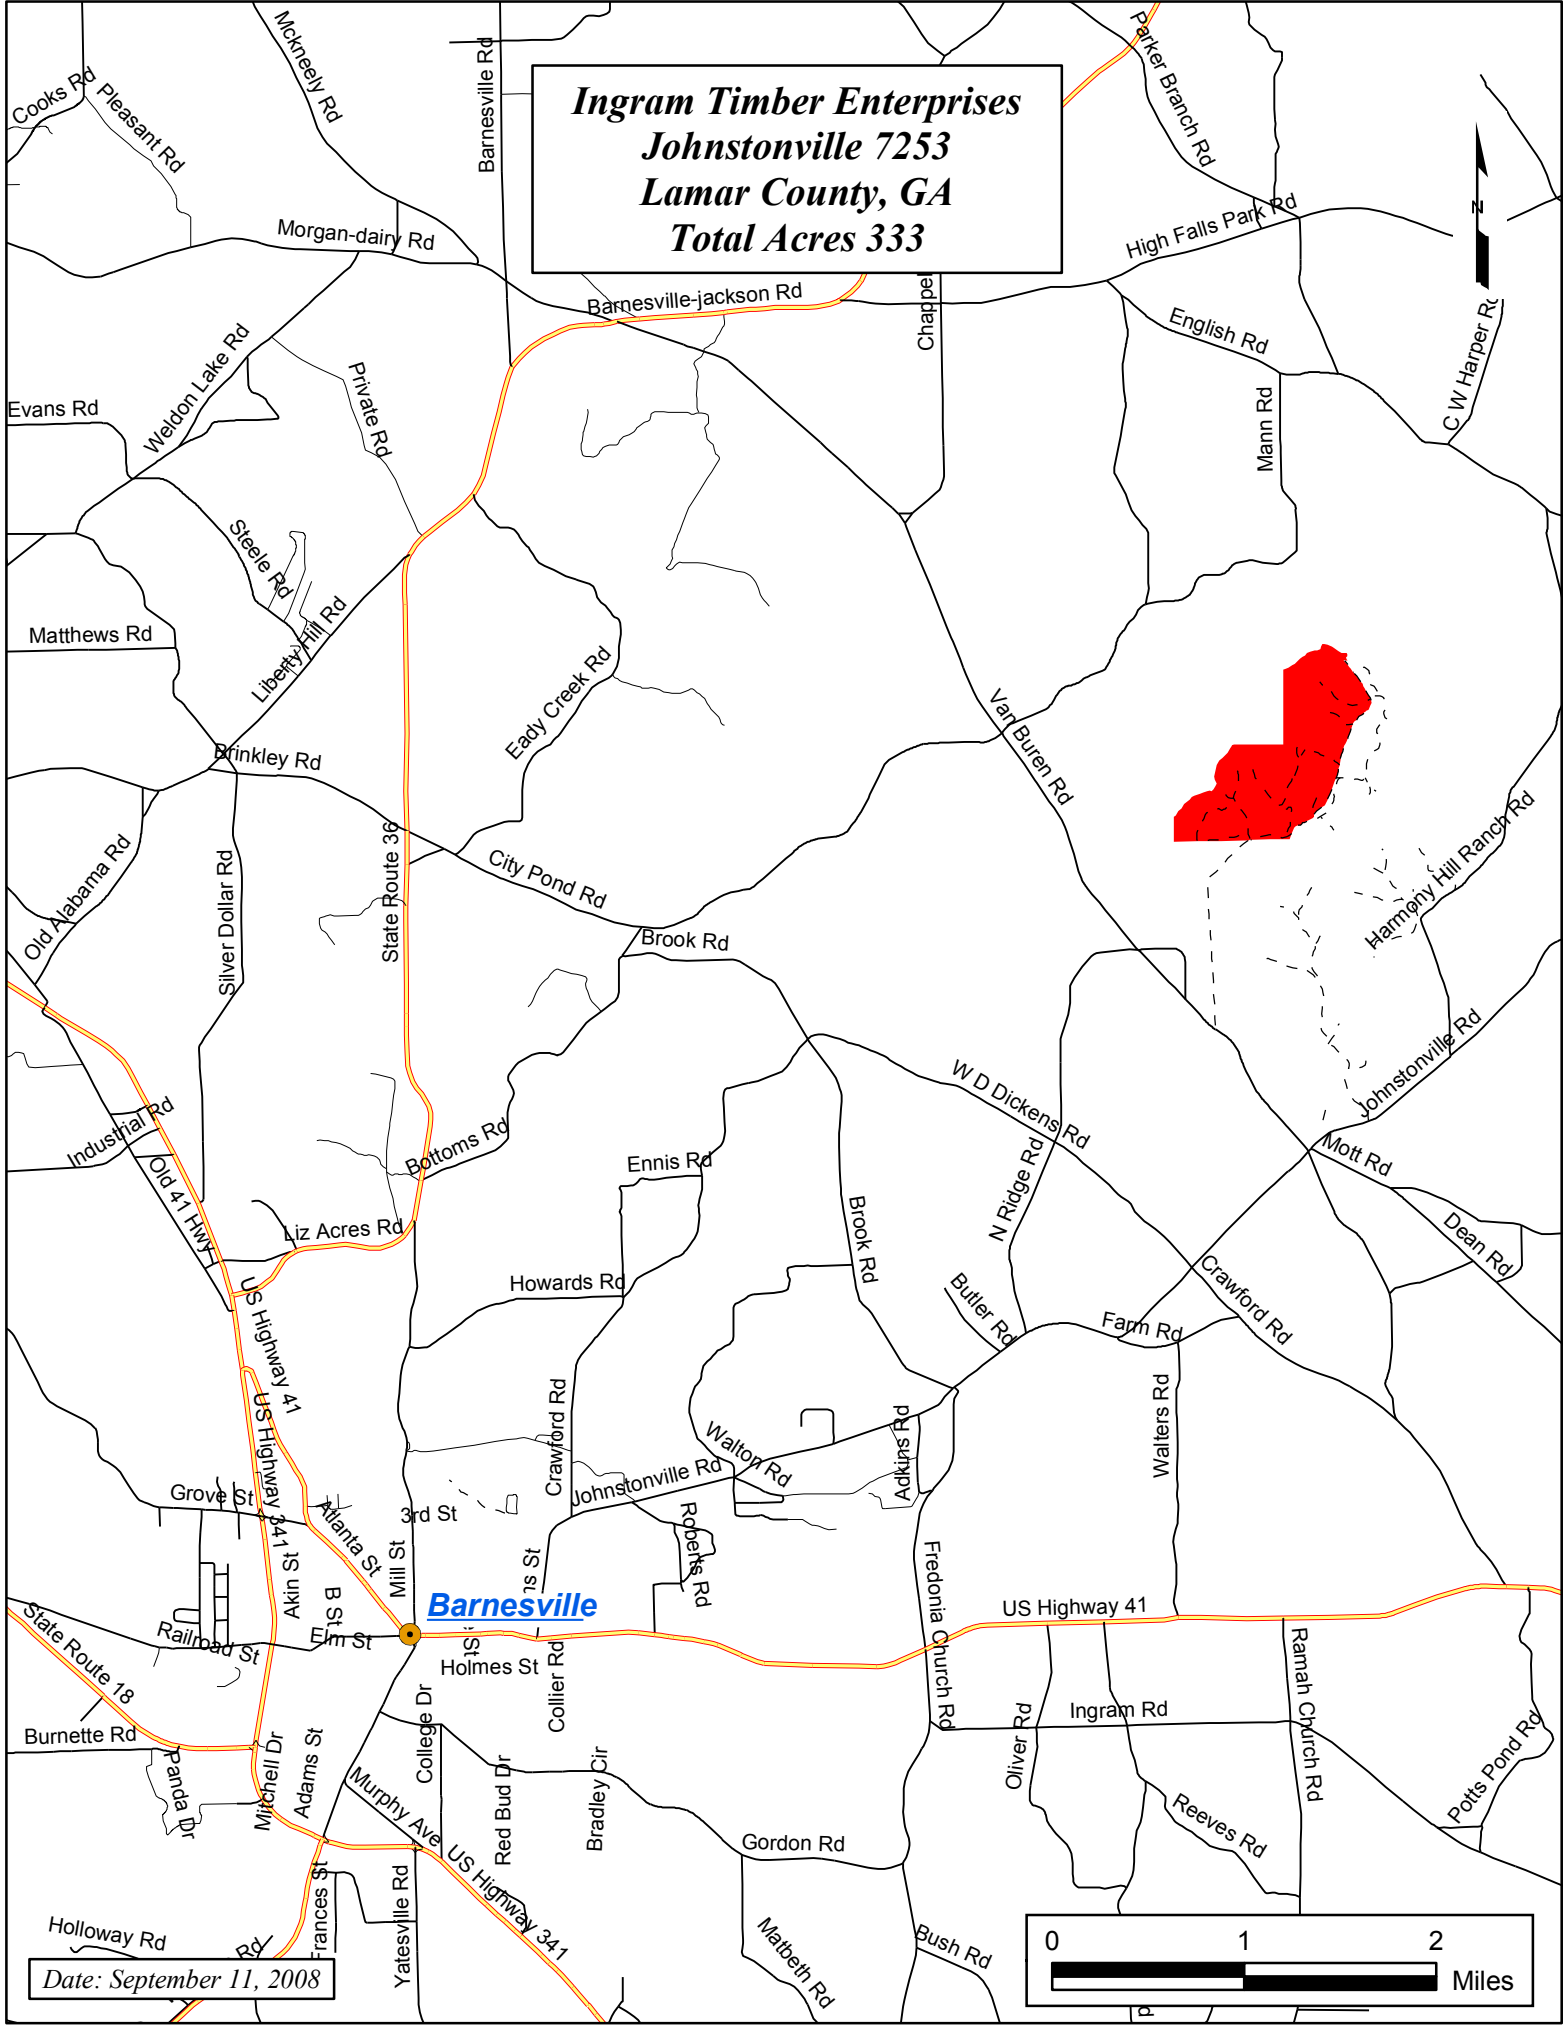 Ingram Timber Enterprises
Johnstonville 7253
Lamar County, GA
Total Acres 333
Cooks Rd
Pleasant Rd
Mckneely Rd
Barnesville Rd
Parker Branch Rd
N
Morgan-dairy Rd
High Falls Park Rd
Barnesville-jackson Rd
Chappel
English Rd
C W Harper Rd
Weldon Lake Rd
Private Rd
Evans Rd
Mann Rd
Steele Rd
Matthews Rd
Liberty Hill Rd
Eady Creek Rd
Van Buren Rd
Brinkley Rd
Harmony Hill Ranch Rd
State Route 36
Old Alabama Rd
Silver Dollar Rd
City Pond Rd
Brook Rd
Johnstonville Rd
W D Dickens Rd
Industrial Rd
Bottoms Rd
Ennis Rd
N Ridge Rd
Mott Rd
Old 41 Hwy
Liz Acres Rd
Brook Rd
Dean Rd
Howards Rd
Butler Rd
Crawford Rd
Farm Rd
US Highway 41
US Highway 341
Crawford Rd
Walton Rd
Adkins Rd
Walters Rd
Johnstonville Rd
Grove St
Atlanta St
3rd St
Roberts Rd
Akin St
B St
Mill St
ns St
Fredonia Church Rd
Barnesville
US Highway 41
State Route 18
Railroad St
Elm St
St
Holmes St
Collier Rd
Ramah Church Rd
Burnette Rd
College Dr
Oliver Rd
Ingram Rd
Potts Pond Rd
Panda Dr
Mitchell Dr
Adams St
Murphy Ave
Red Bud Dr
Bradley Cir
Reeves Rd
Gordon Rd
US Highway 341
Frances St
Yatesville Rd
Holloway Rd
Rd
Matbeth Rd
Bush Rd
Date: September 11, 2008
0 1 2
Miles